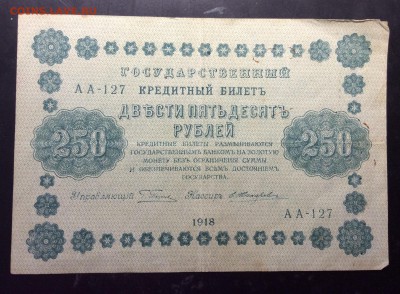 ГОСУДАРСТВЕННЫЙ
АА-127 КРЕДИТНЫЙ БИЛЕТЪ
ДВѢСТИ ПЯТЬДЕСЯТЪ
РУБЛЕЙ
250 250
КРЕДИТНЫЕ БИЛЕТЫ РАЗМѢНИВАЮТСЯ
ГОСУДАРСТВЕННЫМЪ БАНКОМЪ НА ЗОЛОТУЮ
МОНЕТУ БЕЗЪ ОГРАНИЧЕНІЯ СУММЫ
И ОБЕЗПЕЧИВАЮТСЯ ВСѢМЪ ДОСТОЯНІЕМЪ
ГОСУДАРСТВА.
Управляющій Кассиръ
АА-127
1918